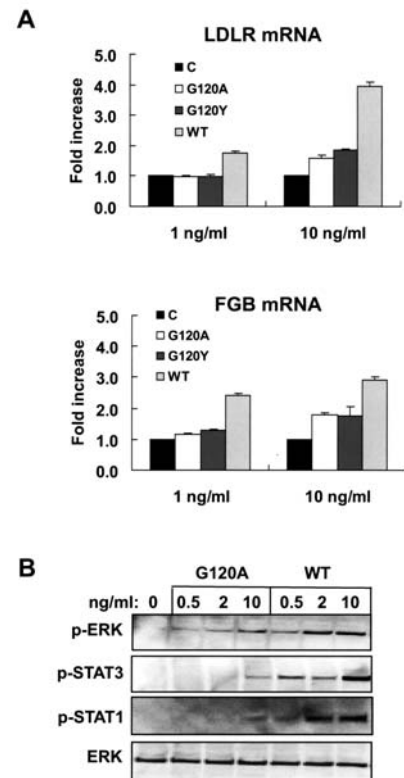 A
LDLR mRNA
Fold increase
5.0
4.0
3.0
2.0
1.0
C
G120A
G120Y
WT
1 ng/ml
10 ng/ml
FGB mRNA
Fold increase
5.0
4.0
3.0
2.0
1.0
0.0
C
G120A
G120Y
WT
1 ng/ml
10 ng/ml
B
G120A WT
ng/ml: 0 0.5 2 10 0.5 2 10
p-ERK
p-STAT3
p-STAT1
ERK